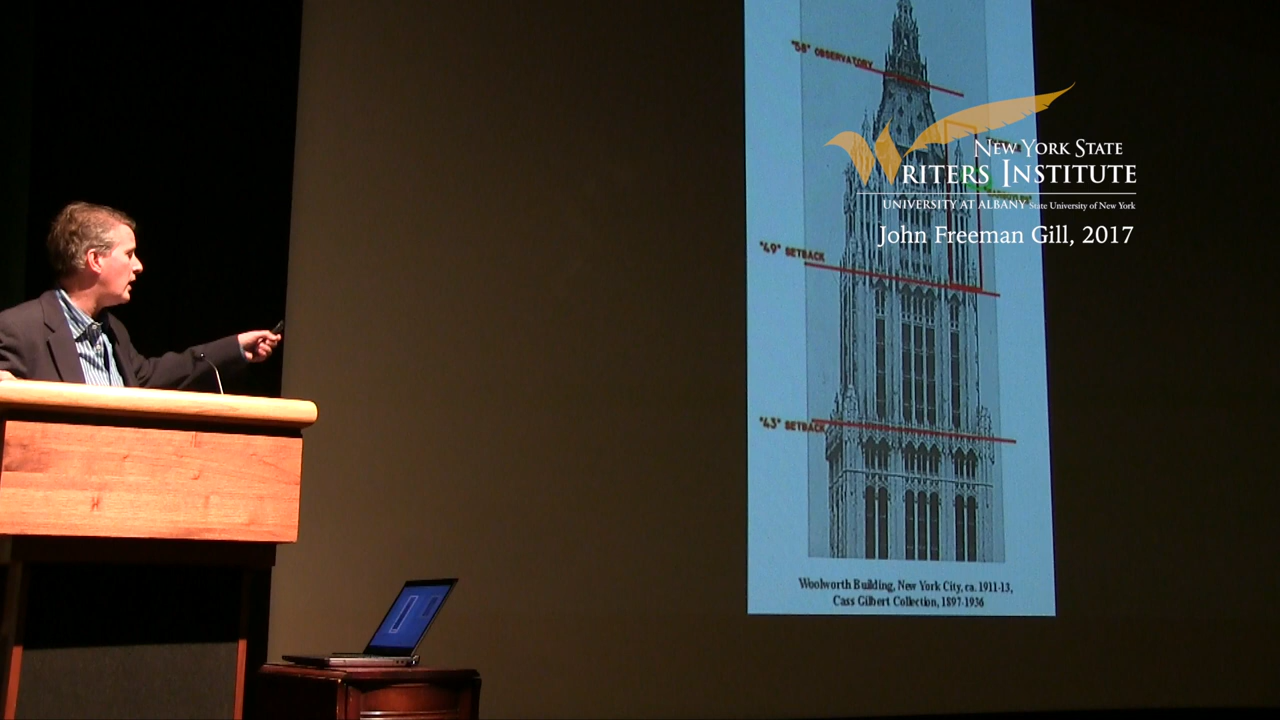 "58" OBSERVATORY
NEW YORK STATE
WRITERS INSTITUTE
UNIVERSITY AT ALBANY State University of New York
John Freeman Gill, 2017
"49" SETBACK
"43" SETBACK
Woolworth Building, New York City, ca. 1911-13,
Cass Gilbert Collection, 1897-1936